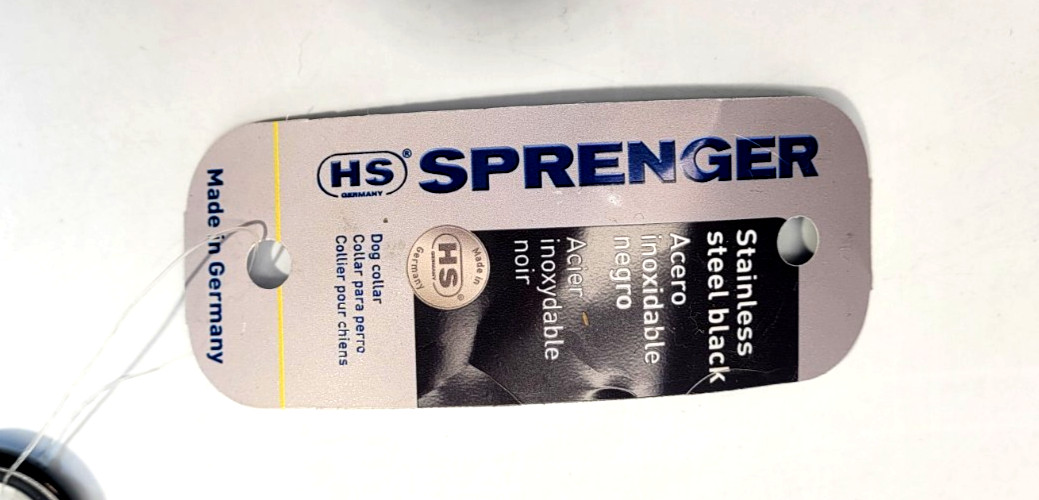 HS® SPRENGER
GERMANY
Made in Germany
Dog collar
Collar para perro
Collier pour chiens
Made in
HS®
GERMANY
Germany
Stainless
steel black
Acero
inoxidable
negro
Acier
inoxydable
noir